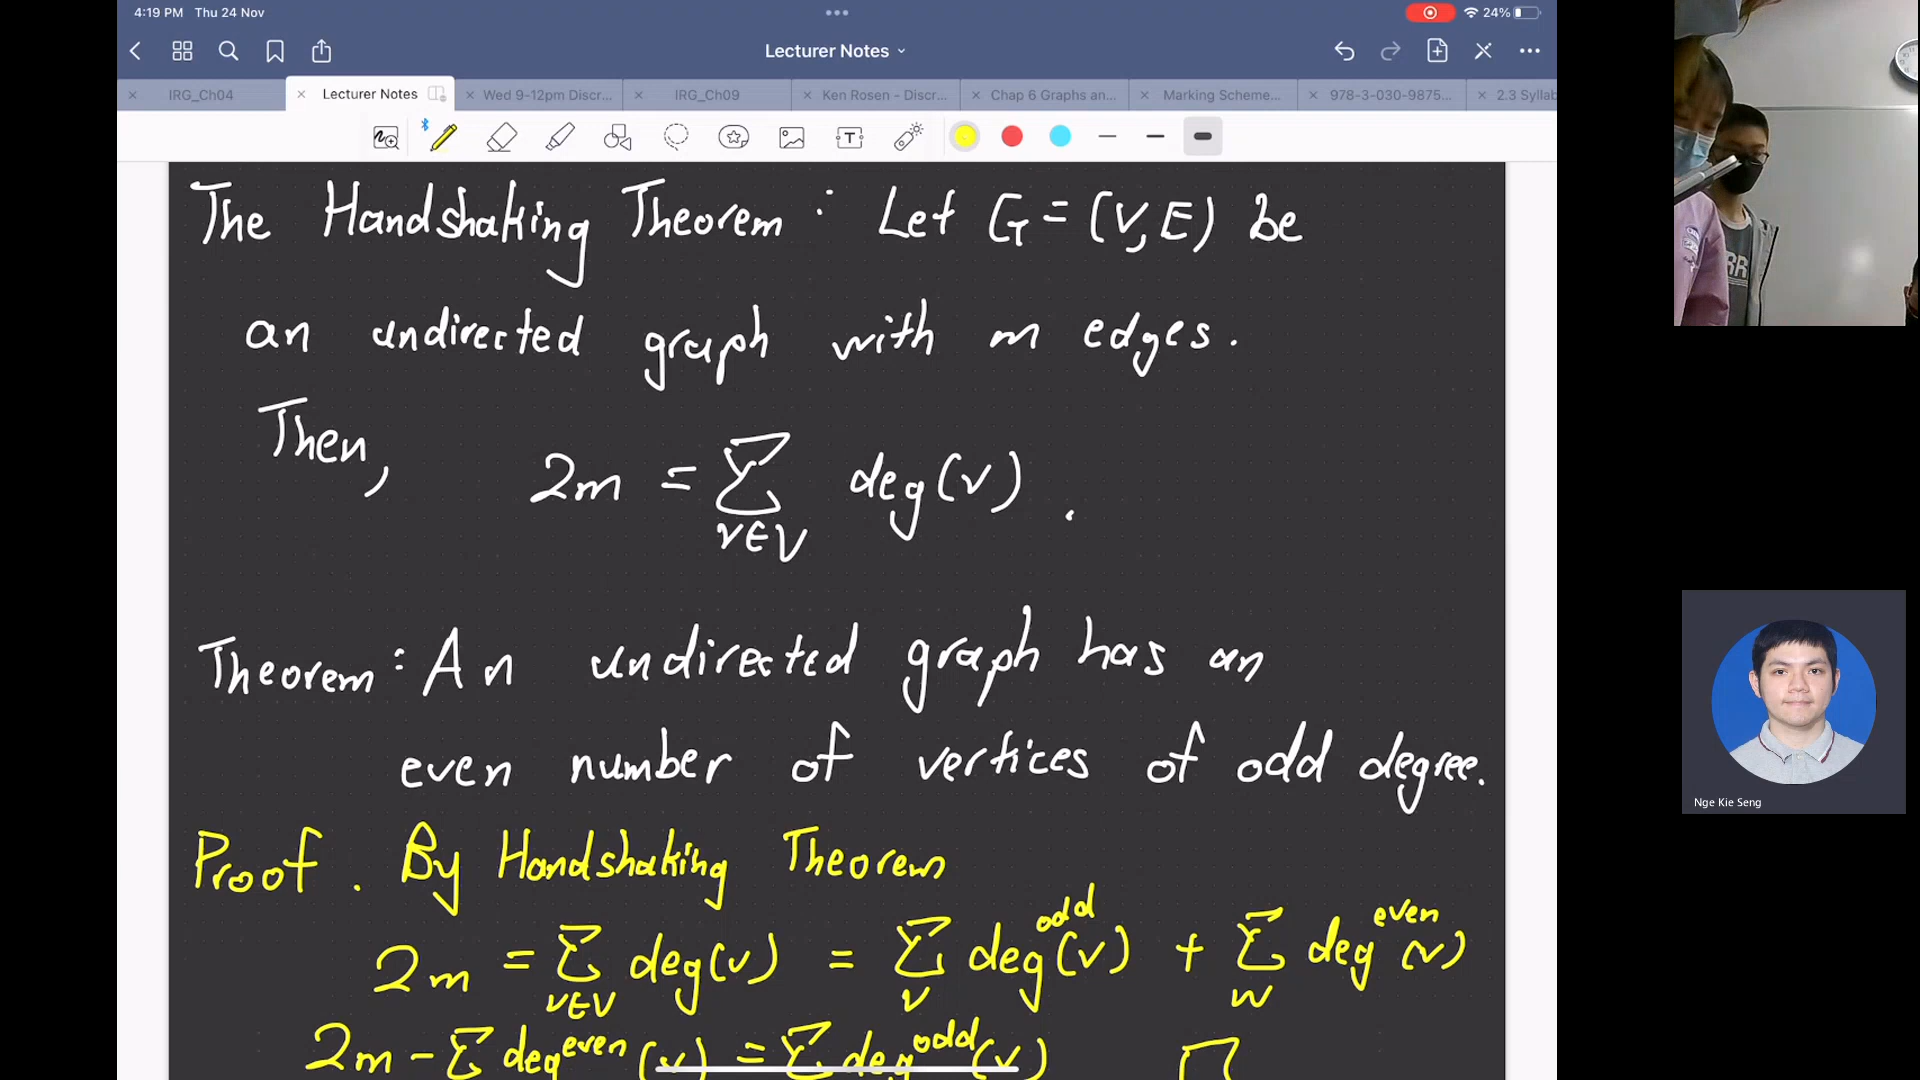 4:19 PM Thu 24 Nov
24%
Lecturer Notes
IRG_Ch04
Lecturer Notes
Wed 9-12pm Discr...
IRG_Ch09
Ken Rosen - Discr...
Chap 6 Graphs an...
Marking Scheme...
978-3-030-9875...
2.3 Syllab
The Handshaking Theorem : Let G = (V, E) be
an undirected graph with m edges.
Then, 2m = Σ deg(v) .
v∈V
Theorem : An undirected graph has an
even number of vertices of odd degree.
Proof. By Handshaking Theorem
2m = Σ deg(v) = Σ deg^odd(v) + Σ deg^even(v)
v∈V v w
2m - Σ deg^even(v) = Σ deg^odd(v)
RR
Nge Kie Seng